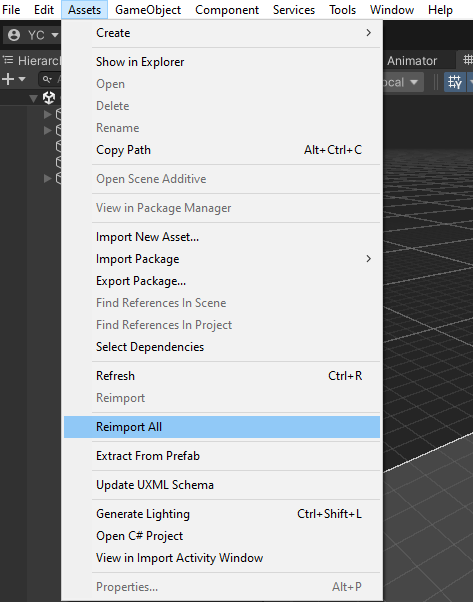 File Edit Assets GameObject Component Services Tools Window Help
YC
Hierarc
Animator
+
ocal
Create
Show in Explorer
Open
Delete
Rename
Copy Path Alt+Ctrl+C
Open Scene Additive
View in Package Manager
Import New Asset...
Import Package
Export Package...
Find References In Scene
Find References In Project
Select Dependencies
Refresh Ctrl+R
Reimport
Reimport All
Extract From Prefab
Update UXML Schema
Generate Lighting Ctrl+Shift+L
Open C# Project
View in Import Activity Window
Properties... Alt+P